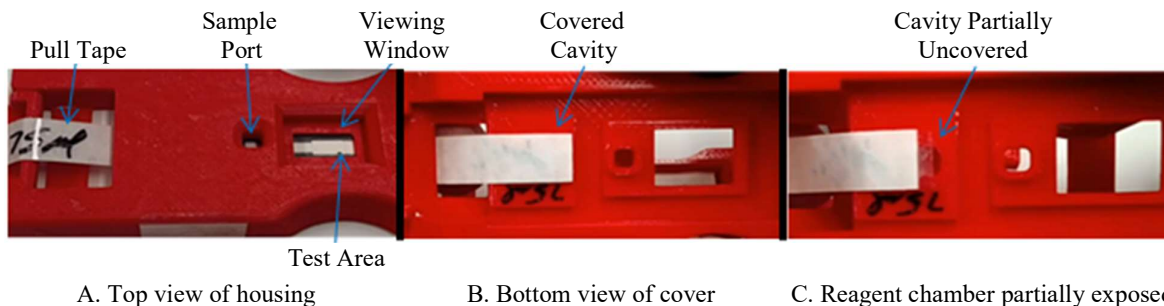 Pull Tape
Sample
Port
Viewing
Window
Covered
Cavity
Cavity Partially
Uncovered
Test Area
A. Top view of housing
B. Bottom view of cover
C. Reagent chamber partially expose